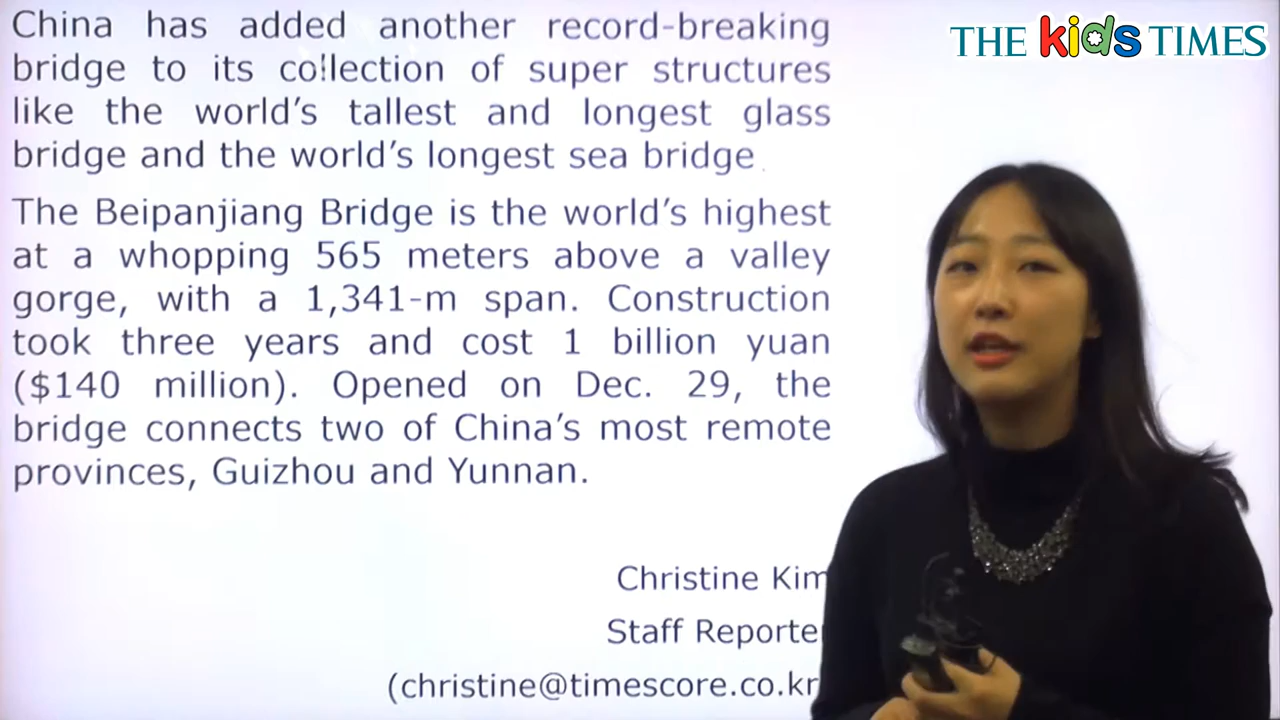 THE kids TIMES
China has added another record-breaking
bridge to its collection of super structures
like the world's tallest and longest glass
bridge and the world's longest sea bridge.
The Beipanjiang Bridge is the world's highest
at a whopping 565 meters above a valley
gorge, with a 1,341-m span. Construction
took three years and cost 1 billion yuan
($140 million). Opened on Dec. 29, the
bridge connects two of China's most remote
provinces, Guizhou and Yunnan.
Christine Kim
Staff Reporter
(christine@timescore.co.kr